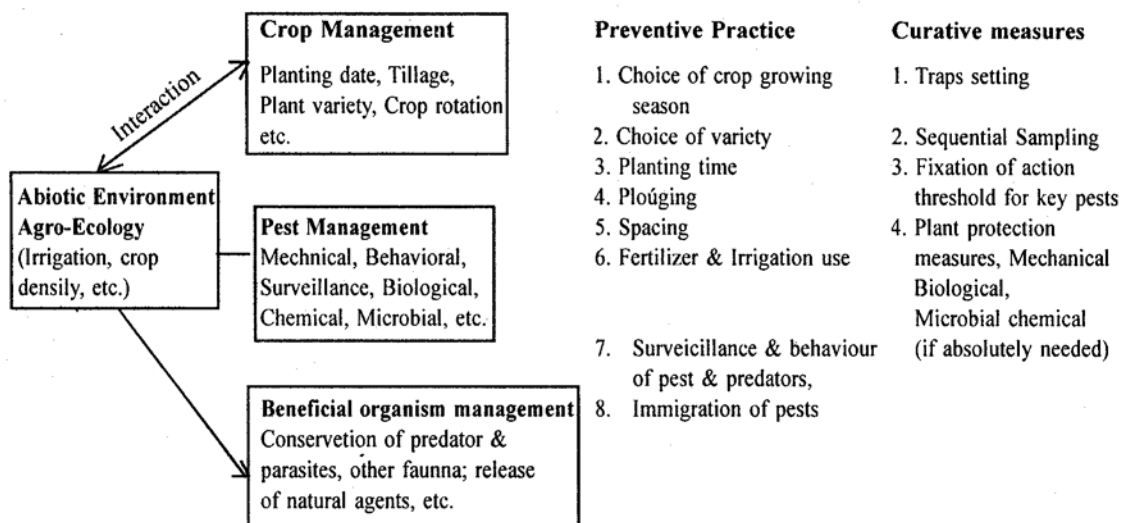 Crop Management
Planting date, Tillage,
Plant variety, Crop rotation
etc.
Interaction
Abiotic Environment
Agro-Ecology
(Irrigation, crop
densily, etc.)
Pest Management
Mechnical, Behavioral,
Surveillance, Biological,
Chemical, Microbial, etc.
Beneficial organism management
Conservetion of predator &
parasites, other faunna; release
of natural agents, etc.
Preventive Practice
1. Choice of crop growing
season
2. Choice of varicty
3. Planting time
4. Ploúging
5. Spacing
6. Fertilizer & Irrigation use
7. Surveicillance & behaviour
of pest & predators,
8. Immigration of pests
Curative measures
1. Traps setting
2. Sequential Sampling
3. Fixation of action
threshold for key pests
4. Plant protection
measures, Mechanical
Biological,
Microbial chemical
(if absolutely needed)